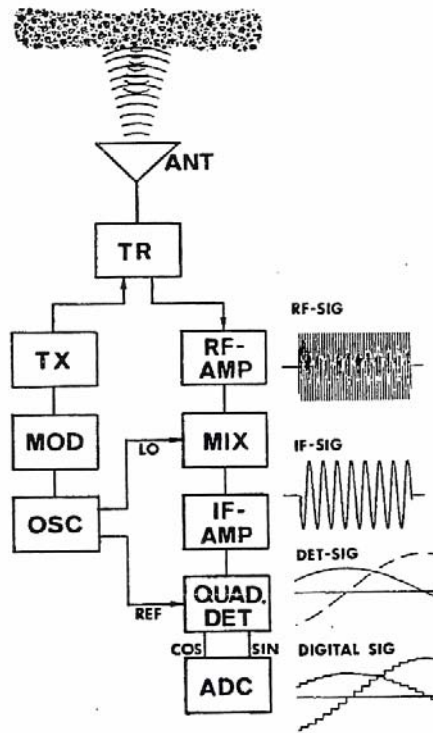 ANT
TR
RF-SIG
TX
RF-
AMP
MOD
LO
MIX
IF-SIG
OSC
IF-
AMP
DET-SIG
REF
QUAD.
DET
COS
SIN
DIGITAL SIG
ADC